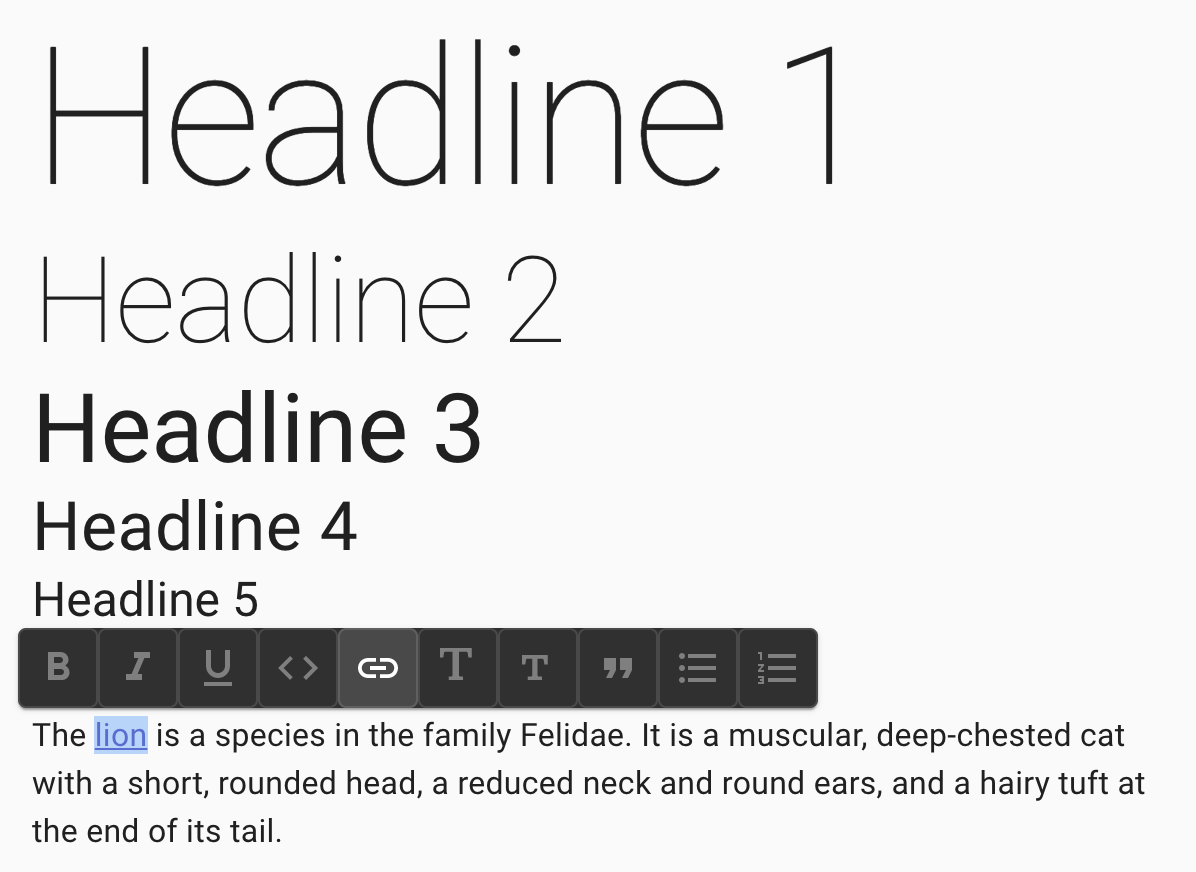 Headline 1
Headline 2
Headline 3
Headline 4
Headline 5
B I U <> T T ”
The lion is a species in the family Felidae. It is a muscular, deep-chested cat
with a short, rounded head, a reduced neck and round ears, and a hairy tuft at
the end of its tail.